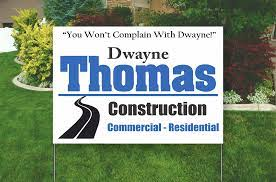 "You Won't Complain With Dwayne!"
Dwayne
Thomas
Construction
Commercial - Residential